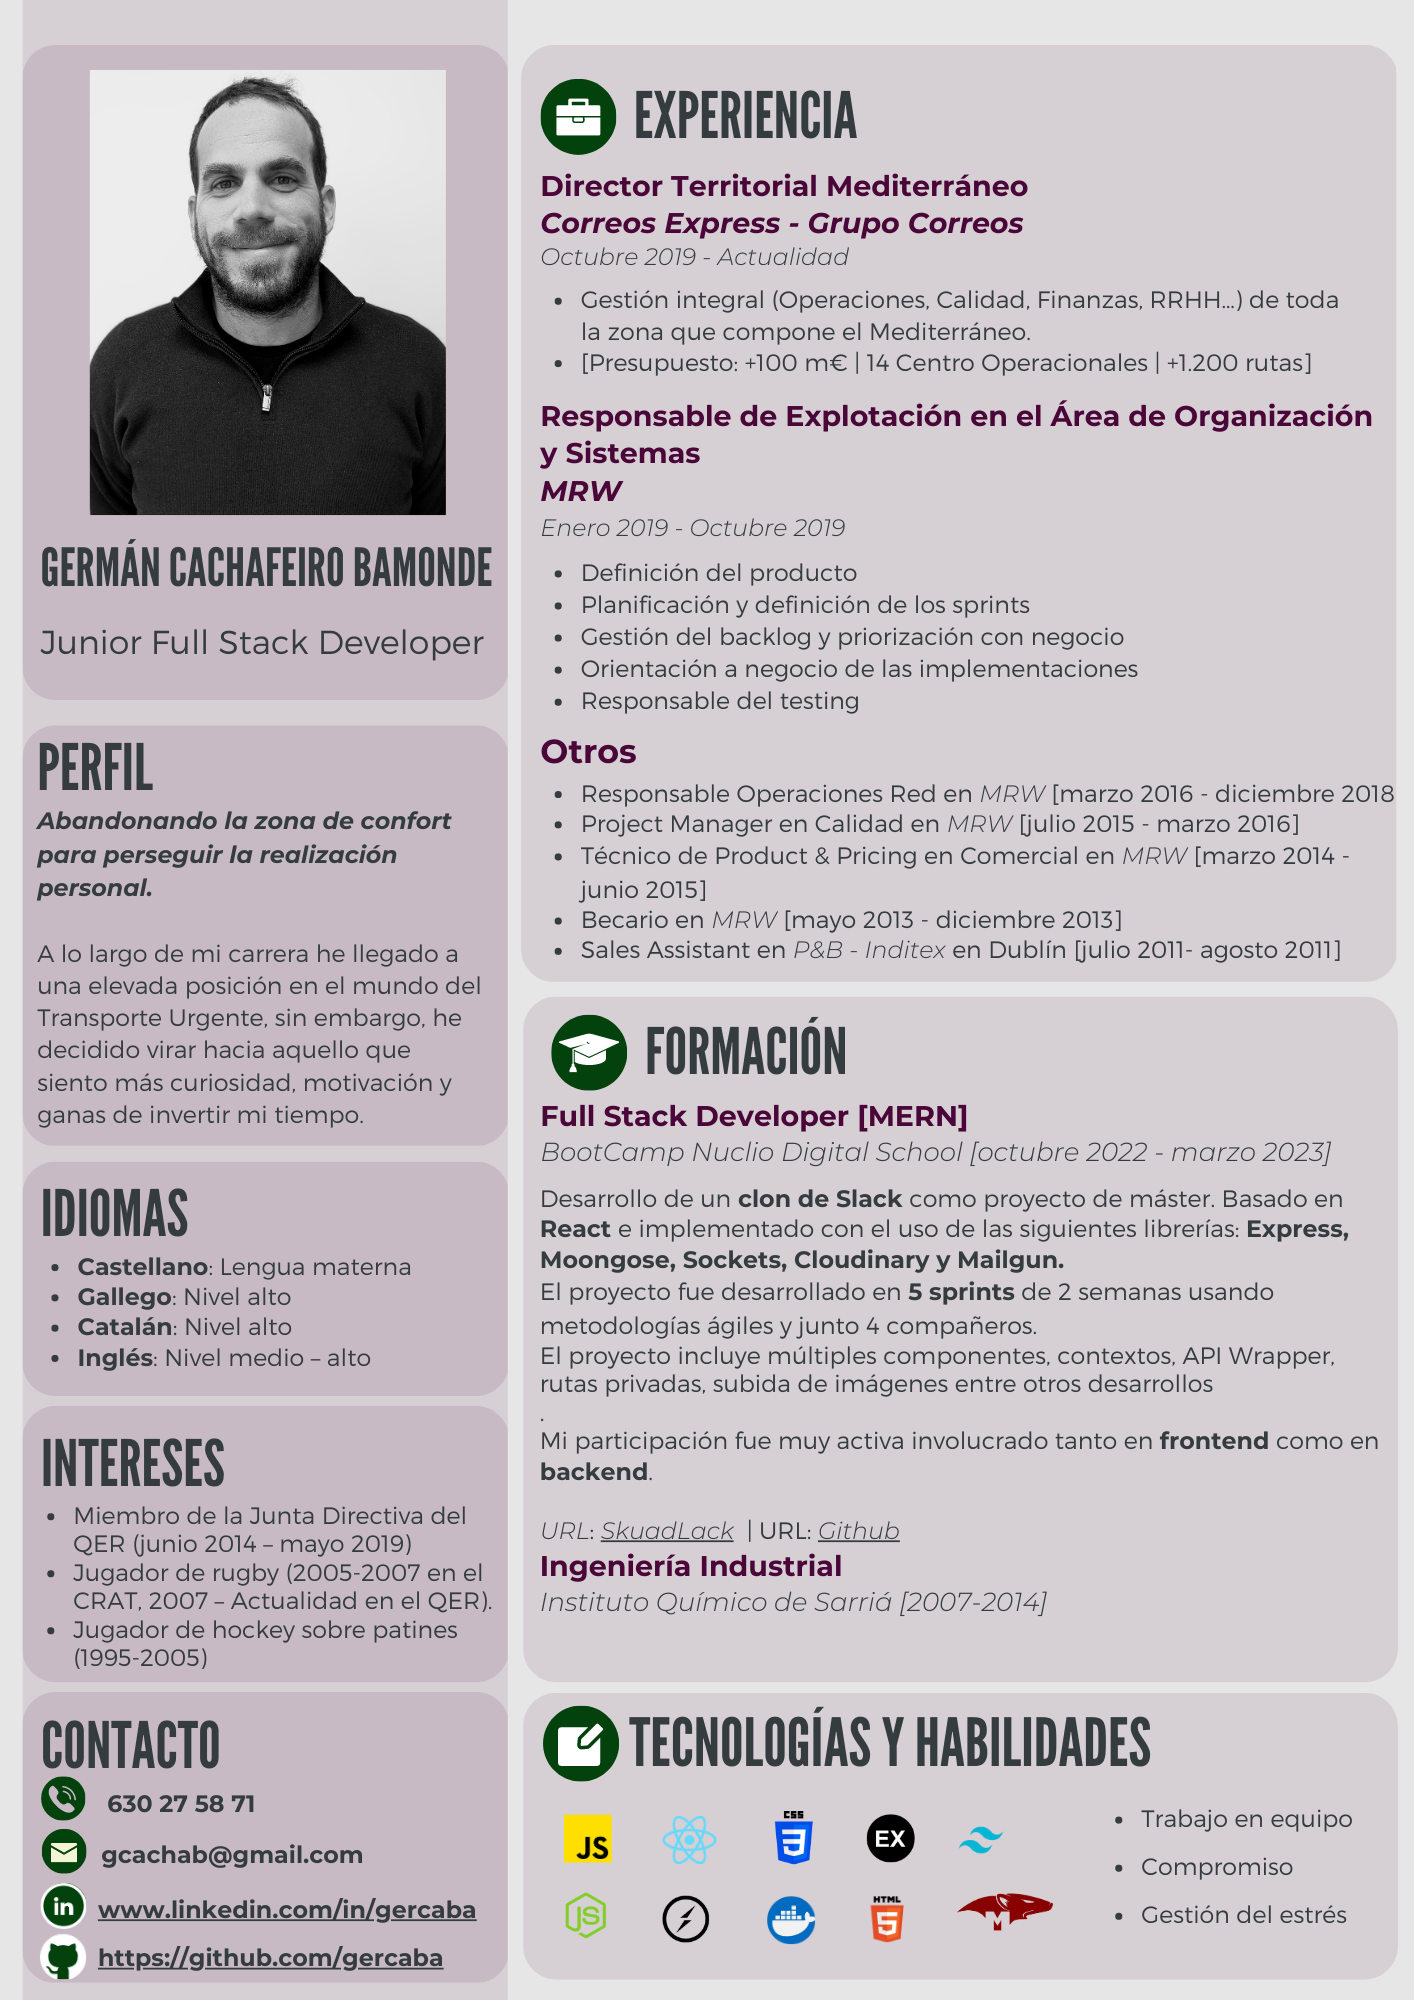 GERMÁN CACHAFEIRO BAMONDE
Junior Full Stack Developer
PERFIL
Abandonando la zona de confort
para perseguir la realización
personal.
A lo largo de mi carrera he llegado a
una elevada posición en el mundo del
Transporte Urgente, sin embargo, he
decidido virar hacia aquello que
siento más curiosidad, motivación y
ganas de invertir mi tiempo.
IDIOMAS
• Castellano: Lengua materna
• Gallego: Nivel alto
• Catalán: Nivel alto
• Inglés: Nivel medio – alto
INTERESES
• Miembro de la Junta Directiva del
QER (junio 2014 – mayo 2019)
• Jugador de rugby (2005-2007 en el
CRAT, 2007 – Actualidad en el QER).
• Jugador de hockey sobre patines
(1995-2005)
CONTACTO
630 27 58 71
gcachab@gmail.com
in www.linkedin.com/in/gercaba
https://github.com/gercaba
EXPERIENCIA
Director Territorial Mediterráneo
Correos Express - Grupo Correos
Octubre 2019 - Actualidad
• Gestión integral (Operaciones, Calidad, Finanzas, RRHH...) de toda
la zona que compone el Mediterráneo.
• [Presupuesto: +100 m€ | 14 Centro Operacionales | +1.200 rutas]
Responsable de Explotación en el Área de Organización
y Sistemas
MRW
Enero 2019 - Octubre 2019
• Definición del producto
• Planificación y definición de los sprints
• Gestión del backlog y priorización con negocio
• Orientación a negocio de las implementaciones
• Responsable del testing
Otros
• Responsable Operaciones Red en MRW [marzo 2016 - diciembre 2018
• Project Manager en Calidad en MRW [julio 2015 - marzo 2016]
• Técnico de Product & Pricing en Comercial en MRW [marzo 2014 -
junio 2015]
• Becario en MRW [mayo 2013 - diciembre 2013]
• Sales Assistant en P&B - Inditex en Dublín [julio 2011- agosto 2011]
FORMACIÓN
Full Stack Developer [MERN]
BootCamp Nuclio Digital School [octubre 2022 - marzo 2023]
Desarrollo de un clon de Slack como proyecto de máster. Basado en
React e implementado con el uso de las siguientes librerías: Express,
Moongose, Sockets, Cloudinary y Mailgun.
El proyecto fue desarrollado en 5 sprints de 2 semanas usando
metodologías ágiles y junto 4 compañeros.
El proyecto incluye múltiples componentes, contextos, API Wrapper,
rutas privadas, subida de imágenes entre otros desarrollos
.
Mi participación fue muy activa involucrado tanto en frontend como en
backend.
URL: SkuadLack | URL: Github
Ingeniería Industrial
Instituto Químico de Sarriá [2007-2014]
TECNOLOGÍAS Y HABILIDADES
JS CSS 3 EX
JS HTML 5 M
• Trabajo en equipo
• Compromiso
• Gestión del estrés